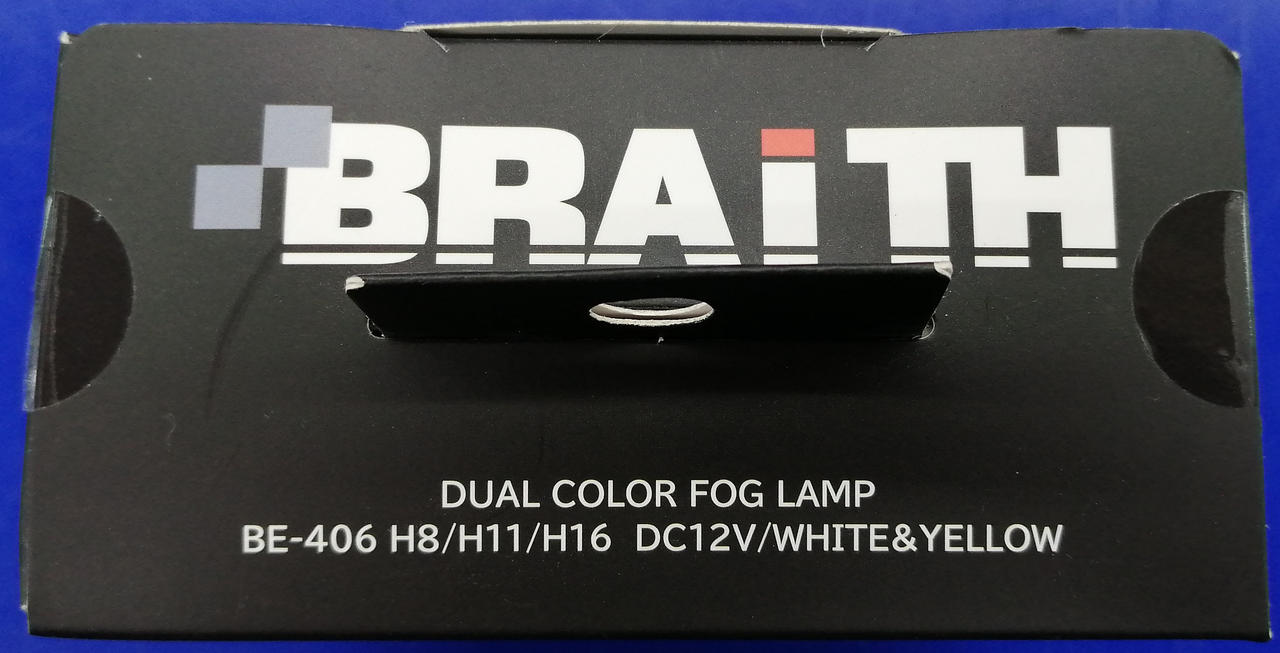 BRAiTH
DUAL COLOR FOG LAMP
BE-406 H8/H11/H16 DC12V/WHITE&YELLOW